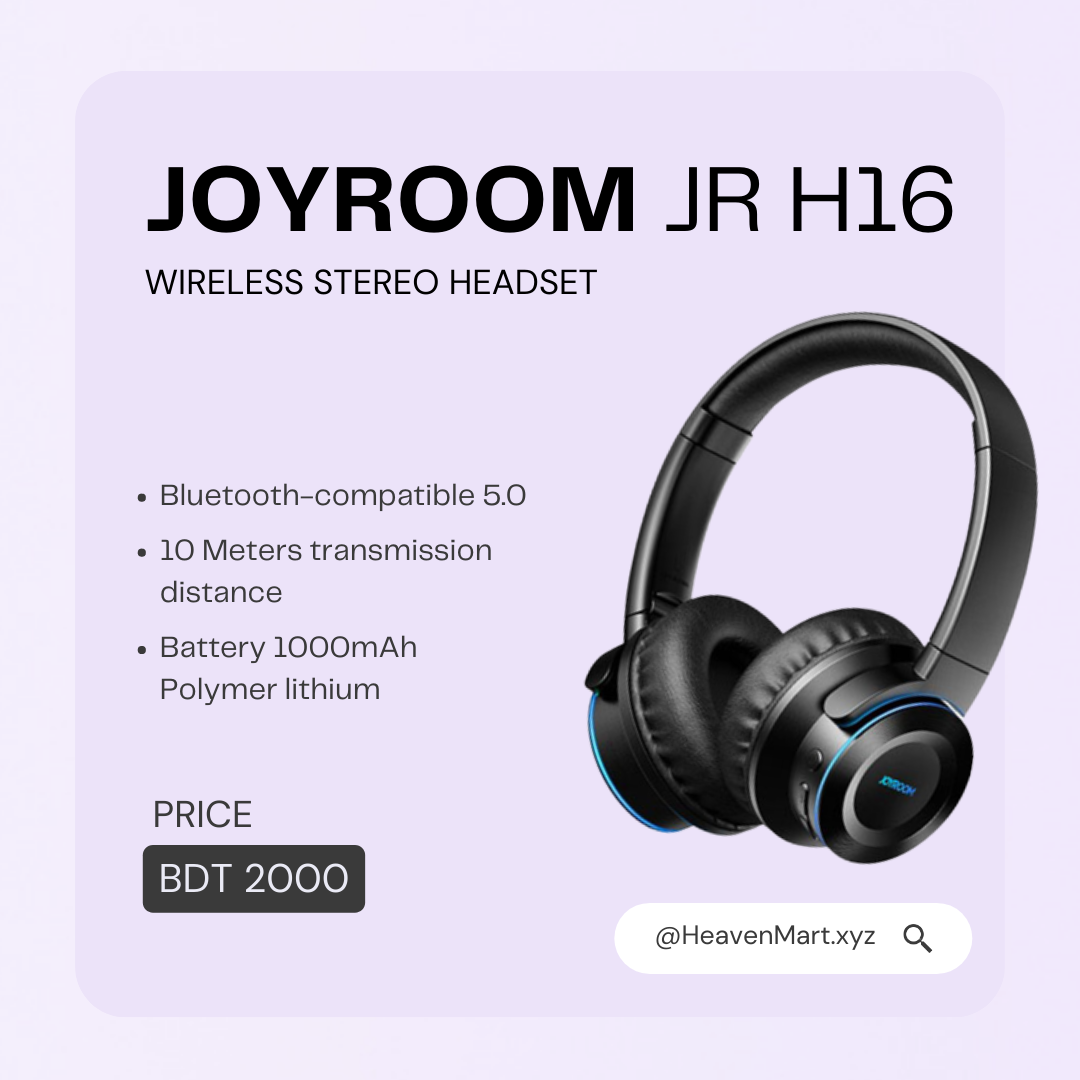 JOYROOM JR H16
WIRELESS STEREO HEADSET
• Bluetooth-compatible 5.0
• 10 Meters transmission
distance
• Battery 1000mAh
Polymer lithium
PRICE
BDT 2000
JOYROOM
@HeavenMart.xyz